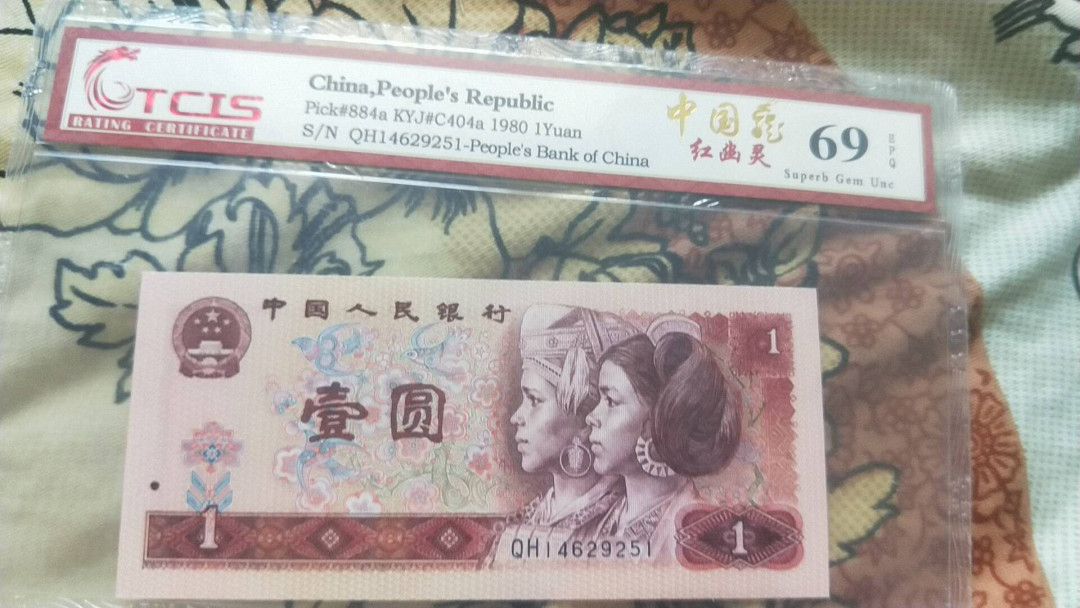 TCIS
RATING CERTIFICATE
China,People's Republic
Pick#884a KYJ#C404a 1980 1Yuan
S/N QH14629251-People's Bank of China
中国龙
红幽灵
69
EPQ
Superb Gem Unc
中国人民银行
1
壹圆
1
QH14629251
1